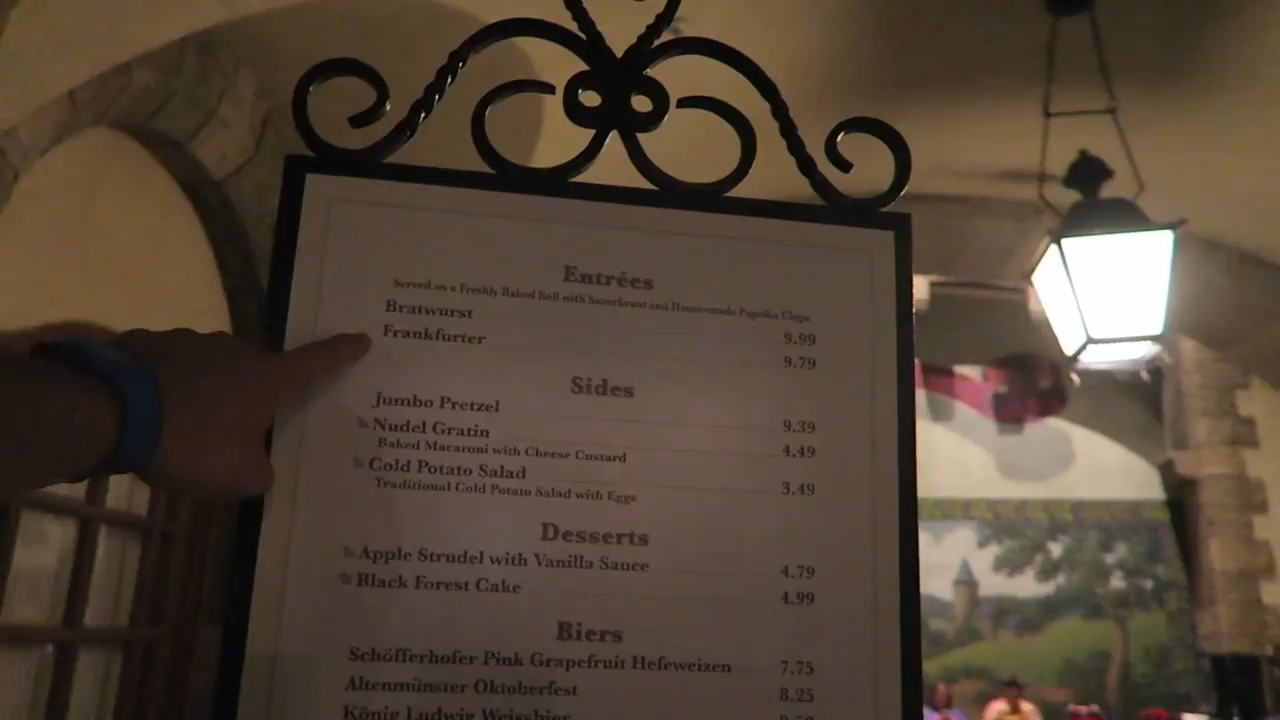 Entrées
Served on a Freshly Baked Roll with Sauerkraut and Housemade Paprika Chips
Bratwurst 9.99
Frankfurter 9.79
Sides
Jumbo Pretzel 9.39
Nudel Gratin 4.49
Baked Macaroni with Cheese Custard
Cold Potato Salad 3.49
Traditional Cold Potato Salad with Eggs
Desserts
Apple Strudel with Vanilla Sauce 4.79
Black Forest Cake 4.99
Biers
Schöfferhofer Pink Grapefruit Hefeweizen 7.75
Altenmünster Oktoberfest 8.25
König Ludwig Weissbier